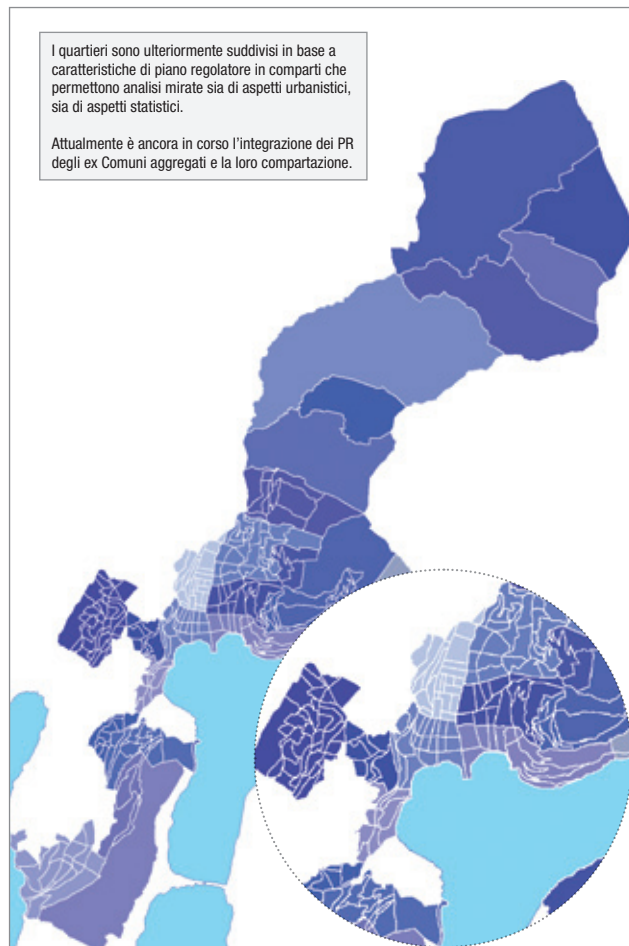 I quartieri sono ulteriormente suddivisi in base a
caratteristiche di piano regolatore in comparti che
permettono analisi mirate sia di aspetti urbanistici,
sia di aspetti statistici.
Attualmente è ancora in corso l'integrazione dei PR
degli ex Comuni aggregati e la loro compartazione.